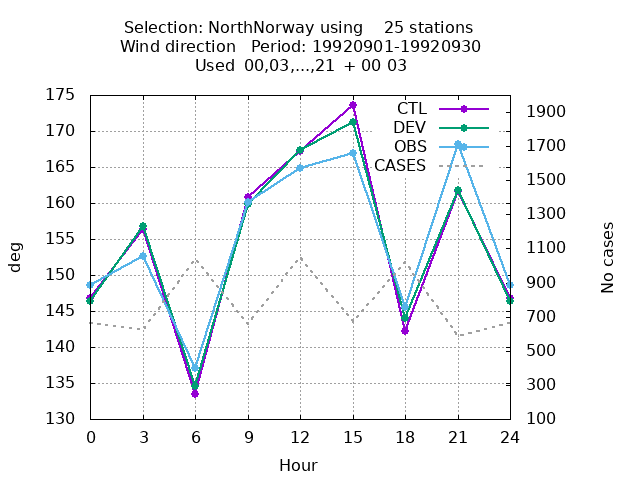 Selection: NorthNorway using    25 stations
Wind direction   Period: 19920901-19920930
Used  00,03,...,21  + 00 03
175
170
165
160
155
150
145
140
135
130
deg
1900
1700
1500
1300
1100
900
700
500
300
100
No cases
CTL
DEV
OBS
CASES
0 3 6 9 12 15 18 21 24
Hour